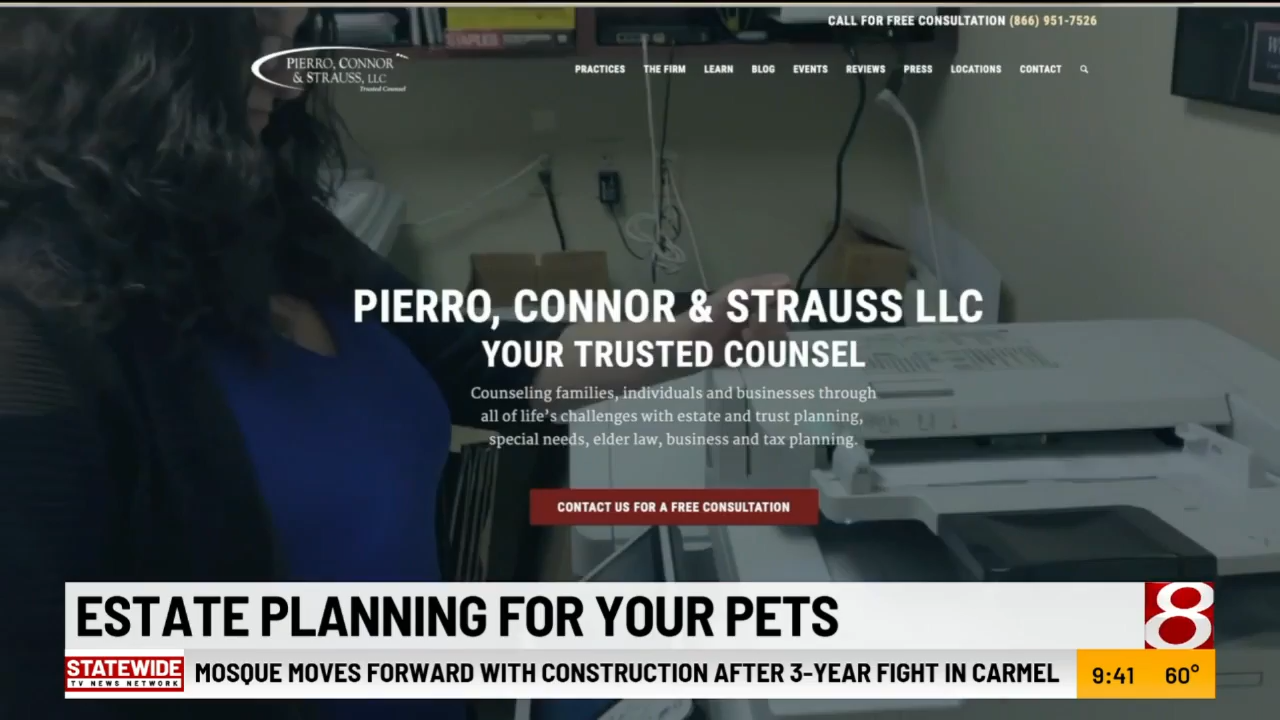 CALL FOR FREE CONSULTATION (866) 951-7526
PIERRO, CONNOR
& STRAUSS, LLC
Trusted Counsel
PRACTICES THE FIRM LEARN BLOG EVENTS REVIEWS PRESS LOCATIONS CONTACT
STAPLES
PIERRO, CONNOR & STRAUSS LLC
YOUR TRUSTED COUNSEL
Counseling families, individuals and businesses through
all of life's challenges with estate and trust planning,
special needs, elder law, business and tax planning.
CONTACT US FOR A FREE CONSULTATION
ESTATE PLANNING FOR YOUR PETS
8
STATEWIDE
TV NEWS NETWORK
MOSQUE MOVES FORWARD WITH CONSTRUCTION AFTER 3-YEAR FIGHT IN CARMEL
9:41 60°